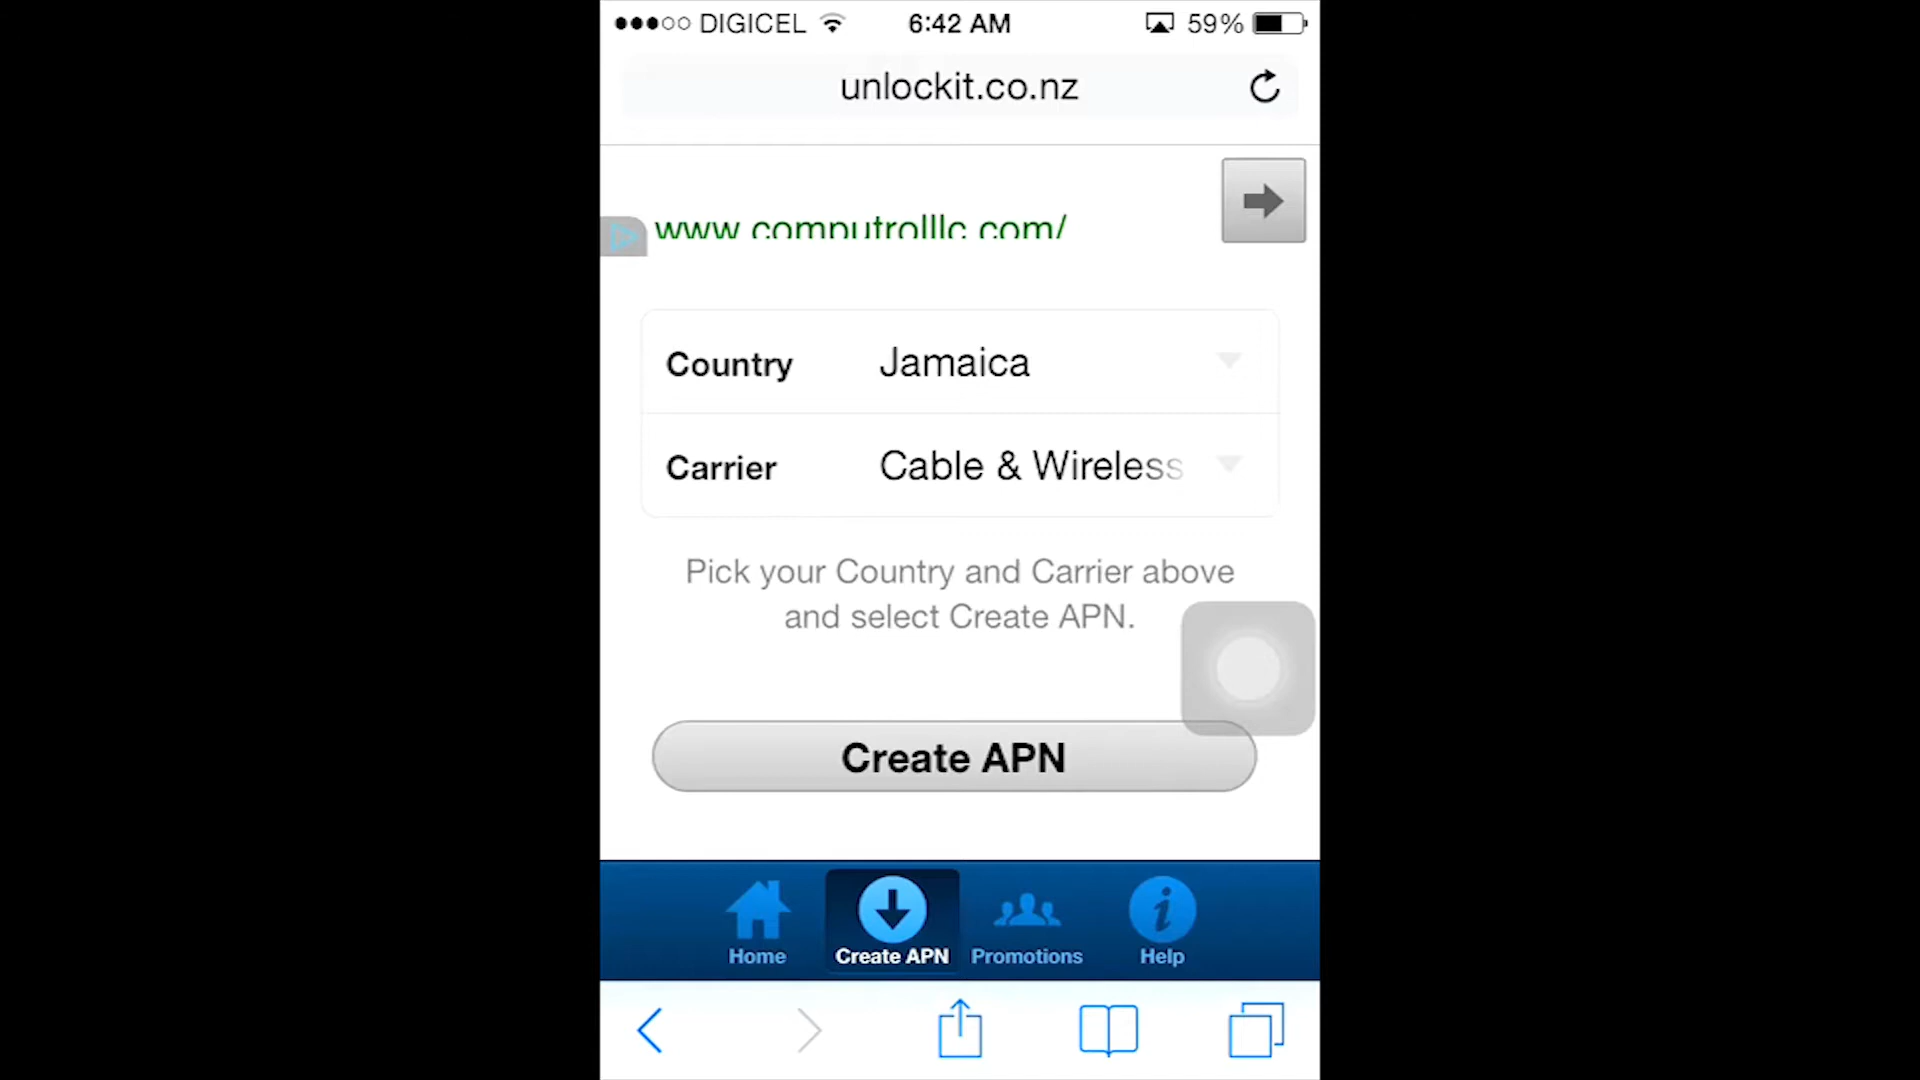 DIGICEL 6:42 AM 59%
unlockit.co.nz
www.computrolllc.com/
Country Jamaica
Carrier Cable & Wireless
Pick your Country and Carrier above
and select Create APN.
Create APN
Home Create APN Promotions Help